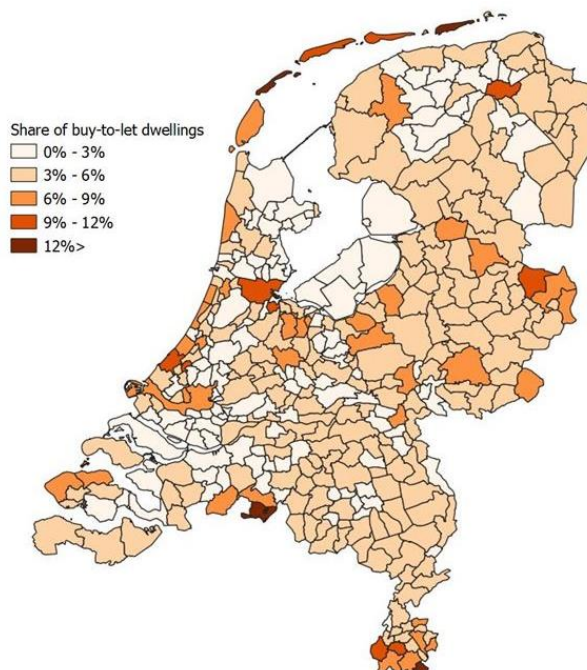 Share of buy-to-let dwellings
0% - 3%
3% - 6%
6% - 9%
9% - 12%
12%>